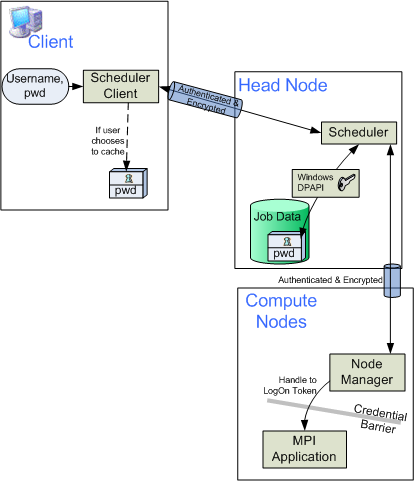 Client
Username,
pwd
Scheduler
Client
If user
chooses
to cache
pwd
Authenticated &
Encrypted
Head Node
Scheduler
Windows
DPAPI
Job Data
pwd
Authenticated & Encrypted
Compute
Nodes
Node
Manager
Handle to
LogOn Token
Credential
Barrier
MPI
Application